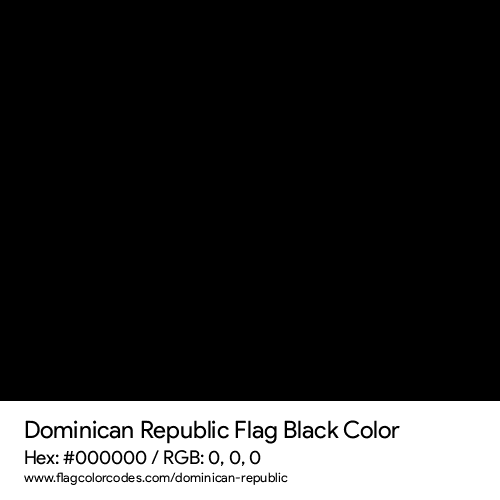 Dominican Republic Flag Black Color
Hex: #000000 / RGB: 0, 0, 0
www.flagcolorcodes.com/dominican-republic